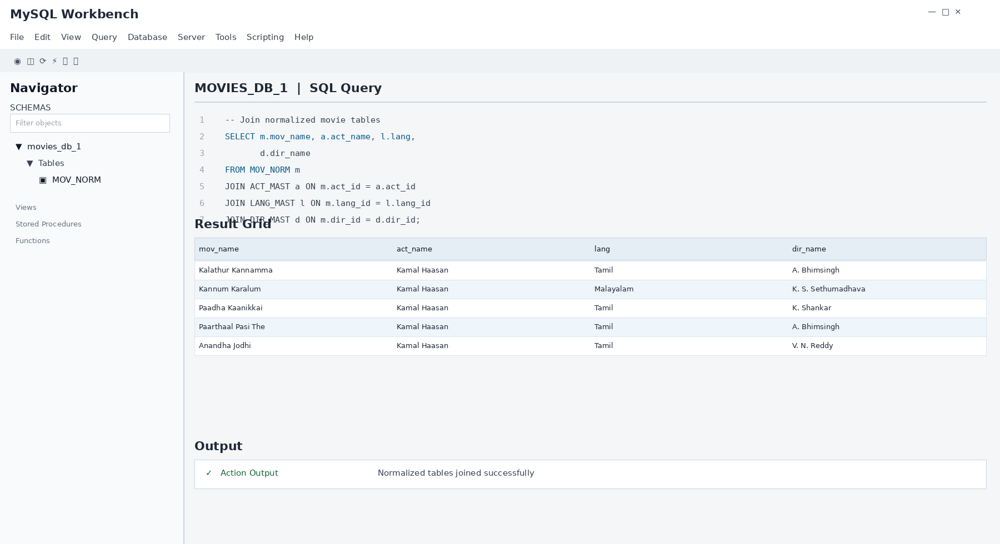 MySQL Workbench
— □ ×
File Edit View Query Database Server Tools Scripting Help
Navigator
SCHEMAS
Filter objects
▼ movies_db_1
▼ Tables
▣ MOV_NORM
Views
Stored Procedures
Functions
MOVIES_DB_1 | SQL Query
1 -- Join normalized movie tables
2 SELECT m.mov_name, a.act_name, l.lang,
3 d.dir_name
4 FROM MOV_NORM m
5 JOIN ACT_MAST a ON m.act_id = a.act_id
6 JOIN LANG_MAST l ON m.lang_id = l.lang_id
7 JOIN DIR_MAST d ON m.dir_id = d.dir_id;
Result Grid
mov_name act_name lang dir_name
Kalathur Kannamma Kamal Haasan Tamil A. Bhimsingh
Kannum Karalum Kamal Haasan Malayalam K. S. Sethumadhava
Paadha Kaanikkai Kamal Haasan Tamil K. Shankar
Paarthaal Pasi The Kamal Haasan Tamil A. Bhimsingh
Anandha Jodhi Kamal Haasan Tamil V. N. Reddy
Output
✓ Action Output Normalized tables joined successfully